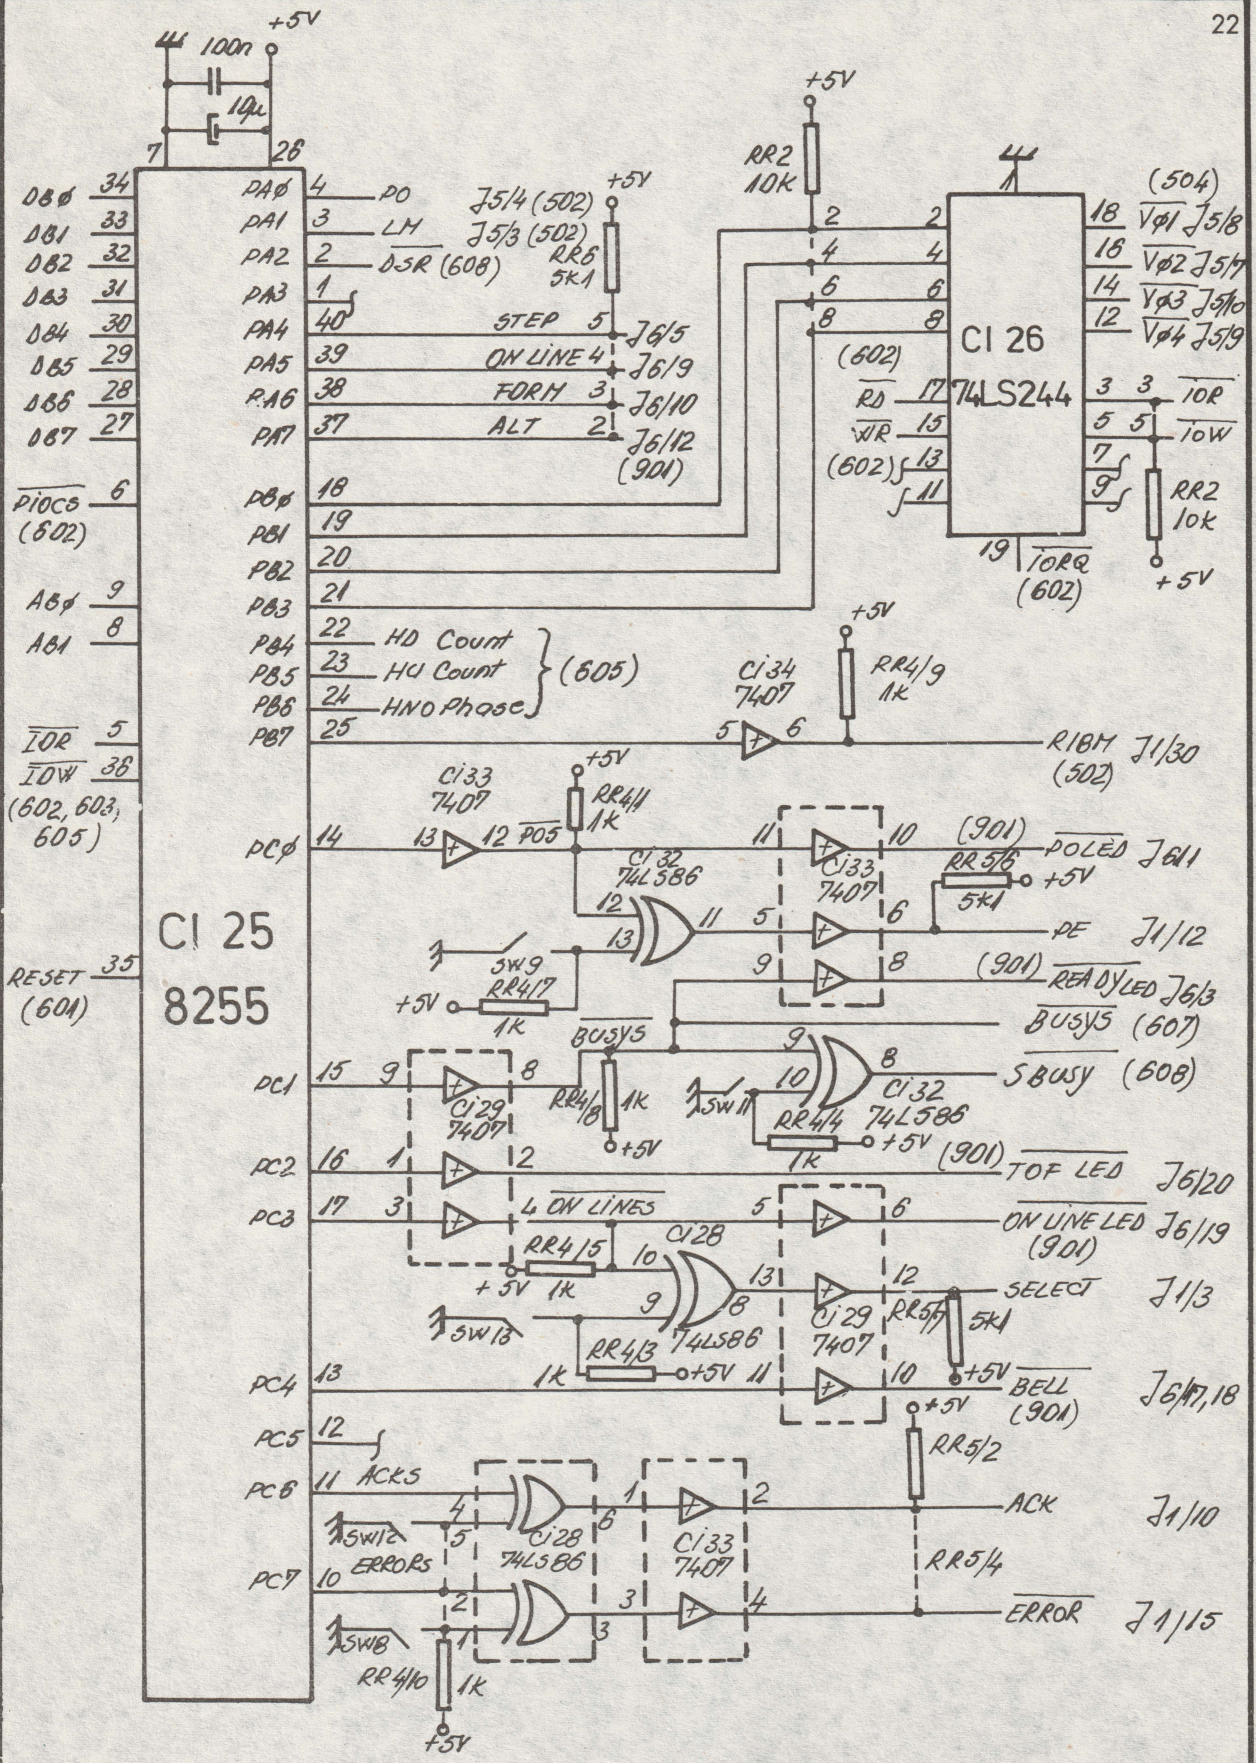 22
+5V
100n
10µ
7
26
DBø 34
DB1 33
DB2 32
DB3 31
DB4 30
DB5 29
DB6 28
DB7 27
PIOCS 6
(602)
ABø 9
AB1 8
IOR 5
IOW 36
(602, 603,
605)
RESET 35
(601)
CI 25
8255
PAø 4 PO J5/4 (502)
PA1 3 LM J5/3 (502)
PA2 2 DSR (608)
PA3 1
PA4 40 STEP 5 J6/5
PA5 39 ON LINE 4 J6/9
PA6 38 FORM 3 J6/10
PA7 37 ALT 2 J6/12
(901)
+5V
RR6
5K1
PBø 18
PB1 19
PB2 20
PB3 21
PB4 22 HD Count
PB5 23 HU Count (605)
PB6 24 HNO Phase
PB7 25
+5V
RR2
10K
2 2
4 4
6 6
8 8
(602)
RD 17
WR 15
(602) 13
11
1
CI 26
74LS244
(504)
18 Vø1 J5/8
16 Vø2 J5/7
14 Vø3 J5/10
12 Vø4 J5/9
3 3 IOR
5 5 IOW
7
9
RR2
10K
+5V
19 IORQ
(602)
+5V
RR4/9
1K
Ci34
7407
5 6
RIBM J1/30
(502)
PCø 14
Ci33
7407
13 12 POS
+5V
RR4/1
1K
Ci32
74LS86
12
13
11
SW9
+5V RR4/7
1K
11 10 (901) POLED J611
Ci33
7407
RR5/6 +5V
5K1
5 6 PE J1/12
9 8 (901) READYLED J6/3
BUSYS (607)
BUSYS
PC1 15 9 8
Ci29
7407
RR4/8 1K
+5V
9
10
8
SW11
Ci32
74LS86
RR4/4 +5V
1K
SBUSY (608)
PC2 16 1 2 (901) TOF LED J6/20
PC3 17 3 4 ON LINES 5 6 ON LINE LED J6/19
(901)
RR4/5
+5V 1K
Ci28
10
9
8
74LS86
SW13
RR4/3
1K +5V
13 12 SELECT J1/3
Ci29
7407
RR5/7 5K1
+5V
PC4 13 11 10 BELL J6/17,18
(901)
PC5 12
+5V
RR5/2
PC6 11 ACKS
4
5
6
1 2 ACK J1/10
SW12
Ci28
74LS86
Ci33
7407
RR5/4
PC7 10 ERRORS
2
1
3
3 4 ERROR J1/15
SW8
RR4/10 1K
+5V